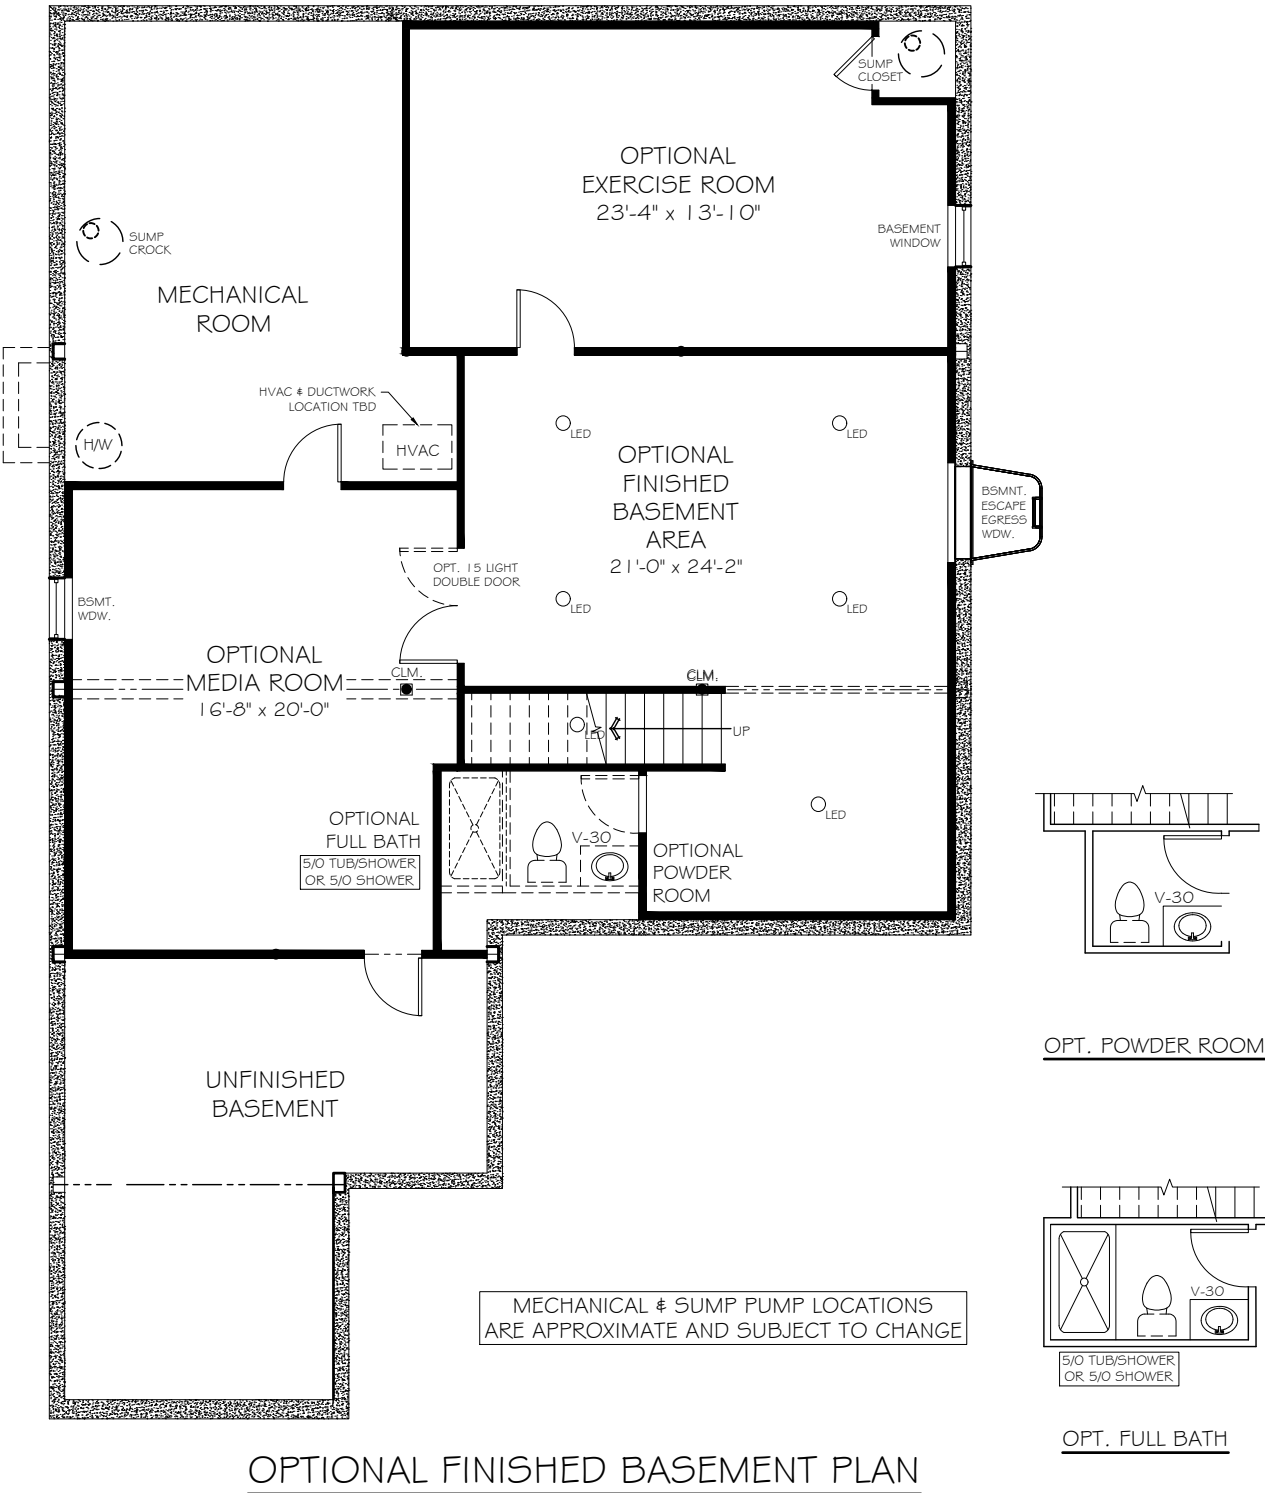 SUMP
CLOSET
OPTIONAL
EXERCISE ROOM
23'-4" x 13'-10"
BASEMENT
WINDOW
SUMP
CROCK
MECHANICAL
ROOM
HVAC & DUCTWORK
LOCATION TBD
H/W
HVAC
LED
LED
OPTIONAL
FINISHED
BASEMENT
AREA
21'-0" x 24'-2"
BSMNT.
ESCAPE
EGRESS
WDW.
OPT. 15 LIGHT
DOUBLE DOOR
LED
LED
BSMT.
WDW.
OPTIONAL
MEDIA ROOM
16'-8" x 20'-0"
CLM.
CLM.
LED
UP
LED
OPTIONAL
FULL BATH
5/0 TUB/SHOWER
OR 5/0 SHOWER
V-30
OPTIONAL
POWDER
ROOM
V-30
OPT. POWDER ROOM
UNFINISHED
BASEMENT
V-30
5/0 TUB/SHOWER
OR 5/0 SHOWER
OPT. FULL BATH
MECHANICAL & SUMP PUMP LOCATIONS
ARE APPROXIMATE AND SUBJECT TO CHANGE
OPTIONAL FINISHED BASEMENT PLAN